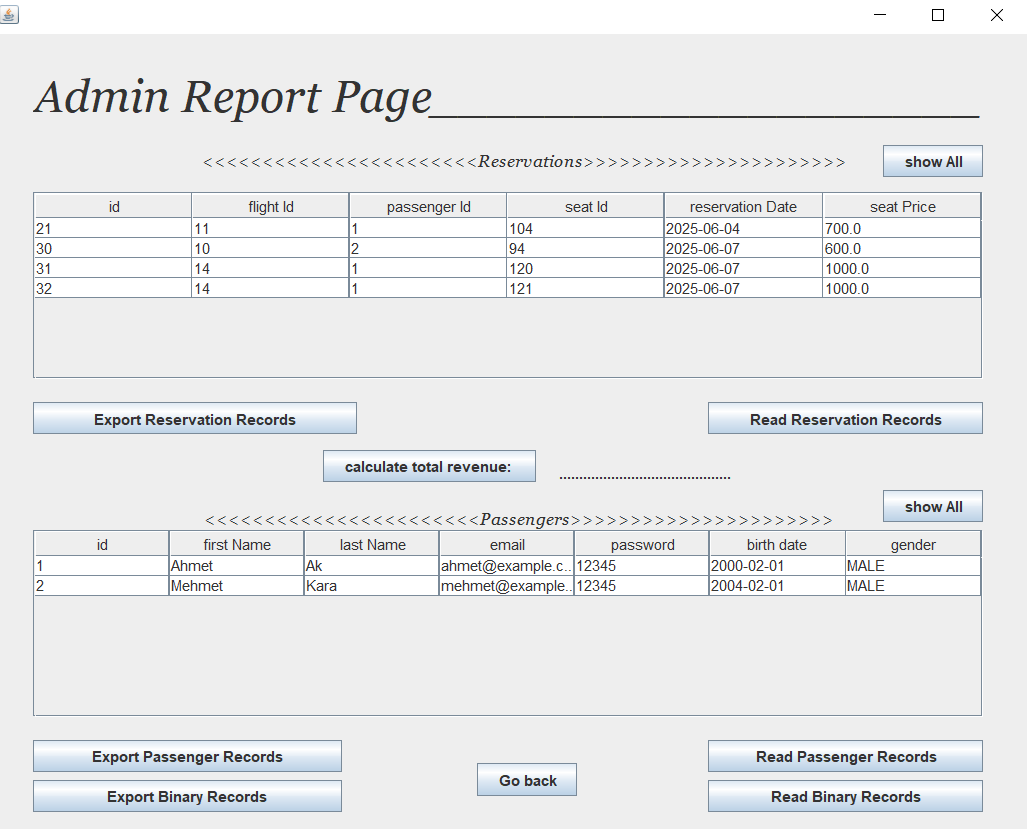 Admin Report Page______________________
<<<<<<<<<<<<<<<<<<<<<<<Reservations>>>>>>>>>>>>>>>>>>>>>> show All
id flight Id passenger Id seat Id reservation Date seat Price
21 11 1 104 2025-06-04 700.0
30 10 2 94 2025-06-07 600.0
31 14 1 120 2025-06-07 1000.0
32 14 1 121 2025-06-07 1000.0
Export Reservation Records Read Reservation Records
calculate total revenue: ...........................................
show All
<<<<<<<<<<<<<<<<<<<<<<<Passengers>>>>>>>>>>>>>>>>>>>>>>
id first Name last Name email password birth date gender
1 Ahmet Ak ahmet@example.c... 12345 2000-02-01 MALE
2 Mehmet Kara mehmet@example... 12345 2004-02-01 MALE
Export Passenger Records Read Passenger Records
Go back
Export Binary Records Read Binary Records